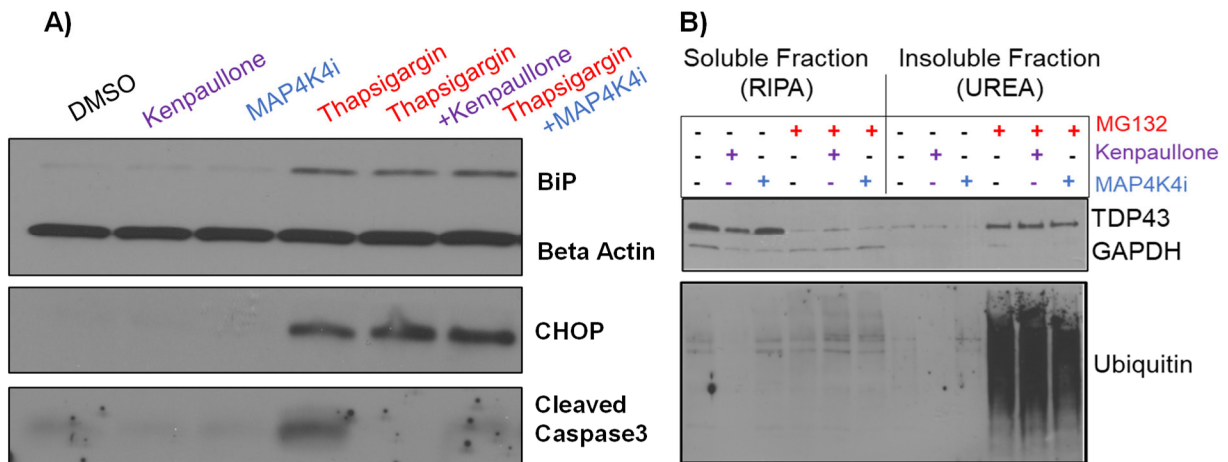 A)
DMSO
Kenpaullone
MAP4K4i
Thapsigargin
Thapsigargin
+Kenpaullone
Thapsigargin
+MAP4K4i
BiP
Beta Actin
CHOP
Cleaved
Caspase3
B)
Soluble Fraction
(RIPA)
Insoluble Fraction
(UREA)
- - - + + + - - - + + + MG132
- + - - + - - + - - + - Kenpaullone
- - + - - + - - + - - + MAP4K4i
TDP43
GAPDH
Ubiquitin